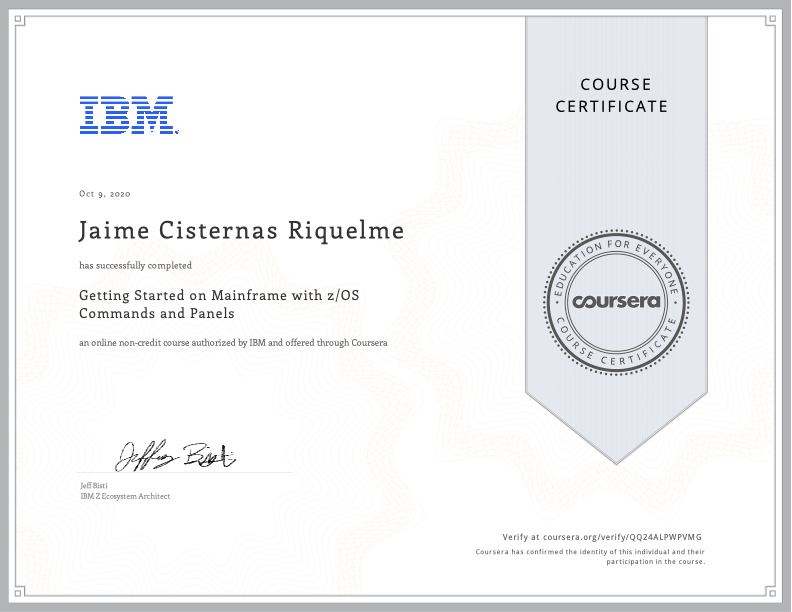 COURSE
CERTIFICATE
IBM
Oct 9, 2020
Jaime Cisternas Riquelme
has successfully completed
Getting Started on Mainframe with z/OS
Commands and Panels
an online non-credit course authorized by IBM and offered through Coursera
EDUCATION FOR EVERYONE
coursera
COURSE CERTIFICATE
Jeffrey Bisti
Jeff Bisti
IBM Z Ecosystem Architect
Verify at coursera.org/verify/QQ24ALPWPVMG
Coursera has confirmed the identity of this individual and their
participation in the course.